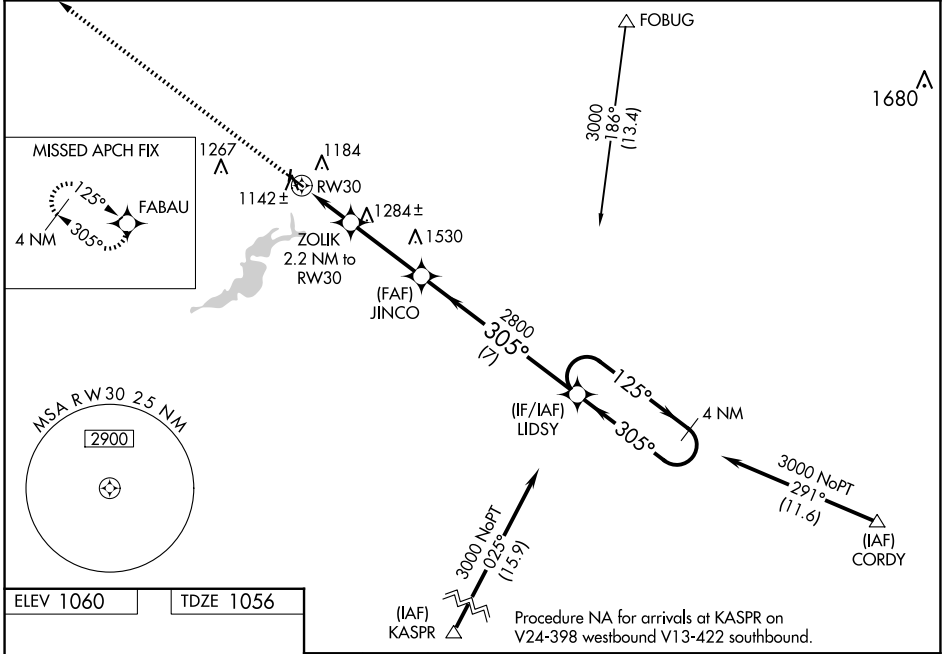 FOBUG
3000
186°
(13.4)
1680
MISSED APCH FIX
125°
FABAU
4 NM
305°
1267
1184
RW30
1142 ±
1284 ±
ZOLIK
2.2 NM to
RW30
1530
(FAF)
JINCO
2800
305°
(7)
(IF/IAF)
LIDSY
125°
4 NM
305°
MSA RW30 25 NM
2900
3000 NoPT
291°
(11.6)
(IAF)
CORDY
3000 NoPT
025°
(15.9)
(IAF)
KASPR
Procedure NA for arrivals at KASPR on
V24-398 westbound V13-422 southbound.
ELEV 1060
TDZE 1056